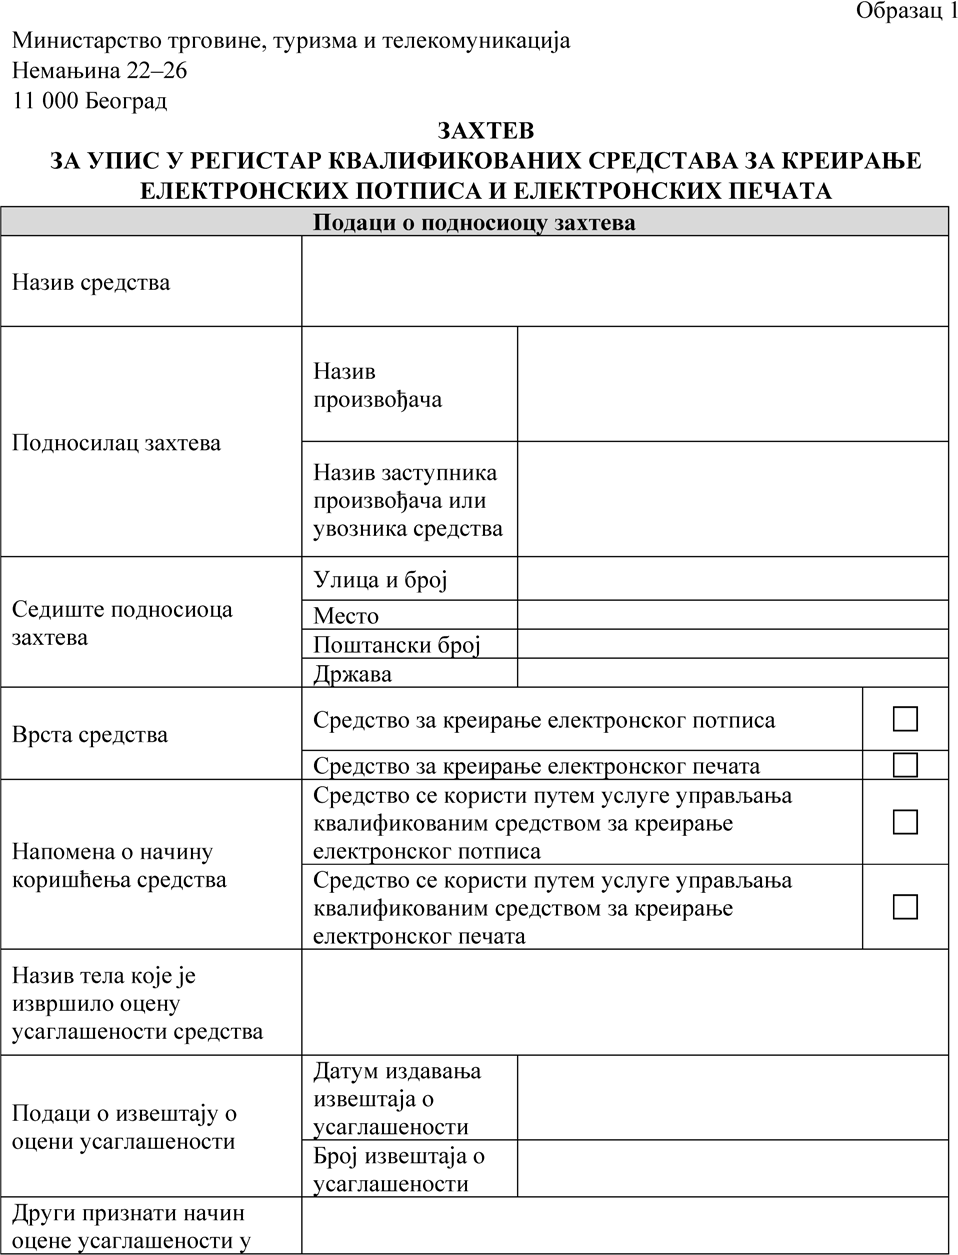 Образац 1
Министарство трговине, туризма и телекомуникација
Немањина 22–26
11 000 Београд
ЗАХТЕВ
ЗА УПИС У РЕГИСТАР КВАЛИФИКОВАНИХ СРЕДСТАВА ЗА КРЕИРАЊЕ
ЕЛЕКТРОНСКИХ ПОТПИСА И ЕЛЕКТРОНСКИХ ПЕЧАТА
Подаци о подносиоцу захтева
Назив средства
Подносилац захтева
Назив
произвођача
Назив заступника
произвођача или
увозника средства
Седиште подносиоца
захтева
Улица и број
Место
Поштански број
Држава
Врста средства
Средство за креирање електронског потписа
Средство за креирање електронског печата
Напомена о начину
коришћења средства
Средство се користи путем услуге управљања
квалификованим средством за креирање
електронског потписа
Средство се користи путем услуге управљања
квалификованим средством за креирање
електронског печата
Назив тела које је
извршило оцену
усаглашености средства
Подаци о извештају о
оцени усаглашености
Датум издавања
извештаја о
усаглашености
Број извештаја о
усаглашености
Други признати начин
оцене усаглашености у